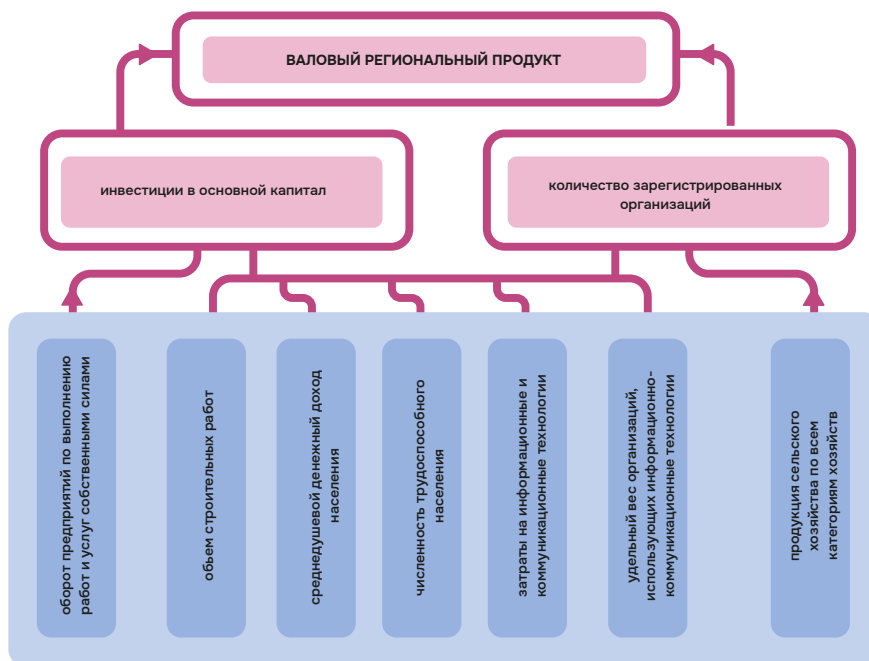 ВАЛОВЫЙ РЕГИОНАЛЬНЫЙ ПРОДУКТ
инвестиции в основной капитал
количество зарегистрированных
организаций
оборот предприятий по выполнению
работ и услуг собственными силами
обьем строительных работ
среднедушевой денежный доход
населения
численность трудоспособного
населения
затраты на информационные и
коммуникационные технологии
удельный вес организаций,
использующих информационно-
коммуникационные технологии
продукция сельского
хозяйства по всем
категориям хозяйств